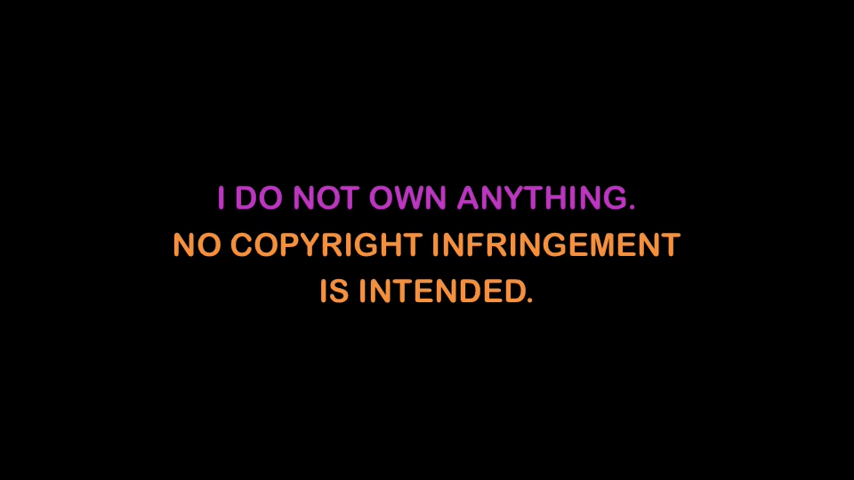 I DO NOT OWN ANYTHING.
NO COPYRIGHT INFRINGEMENT
IS INTENDED.